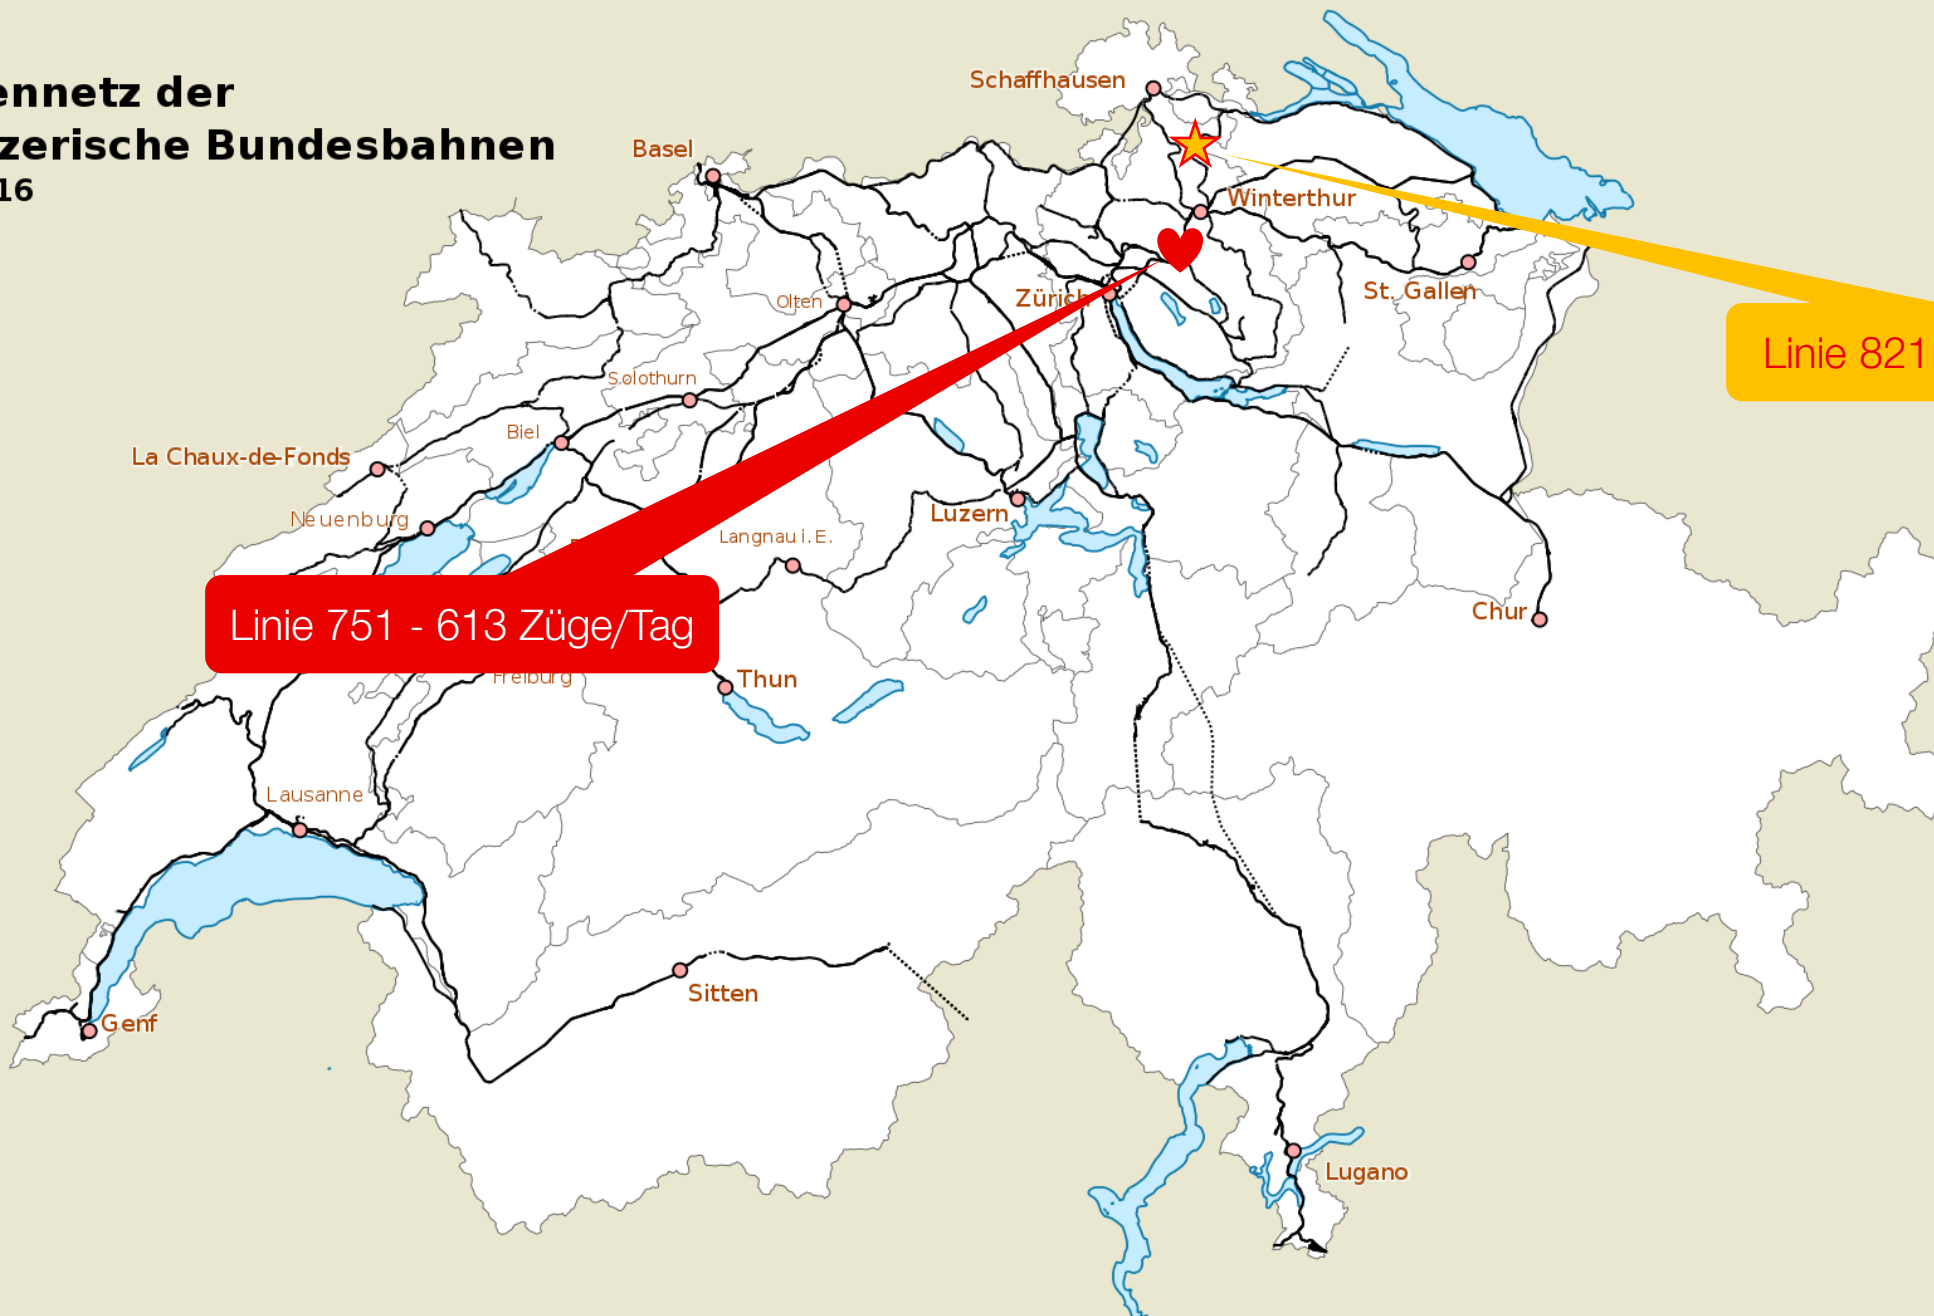 ennetz der
zerische Bundesbahnen
16
Schaffhausen
Basel
Winterthur
Olten
Zürich
St. Gallen
Linie 821
Solothurn
Biel
La Chaux-de-Fonds
Neuenburg
Luzern
Langnau i. E.
Linie 751 - 613 Züge/Tag
Chur
Freiburg
Thun
Lausanne
Sitten
Genf
Lugano